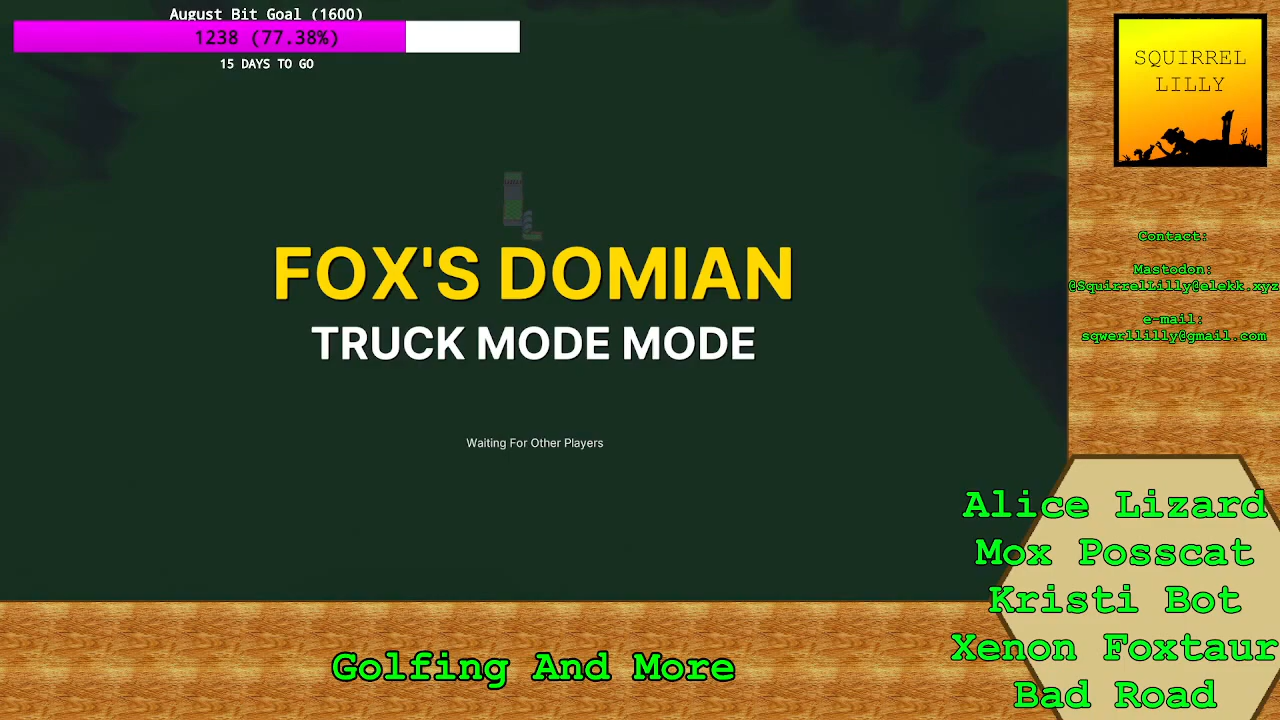 August Bit Goal (1600)
1238 (77.38%)
15 DAYS TO GO
SQUIRREL
LILLY
FOX'S DOMIAN
TRUCK MODE MODE
Waiting For Other Players
Contact:
Mastodon:
@SquirrelLilly@elekk.xyz
e-mail:
sqwerllilly@gmail.com
Alice Lizard
Mox Posscat
Kristi Bot
Xenon Foxtaur
Bad Road
Golfing And More